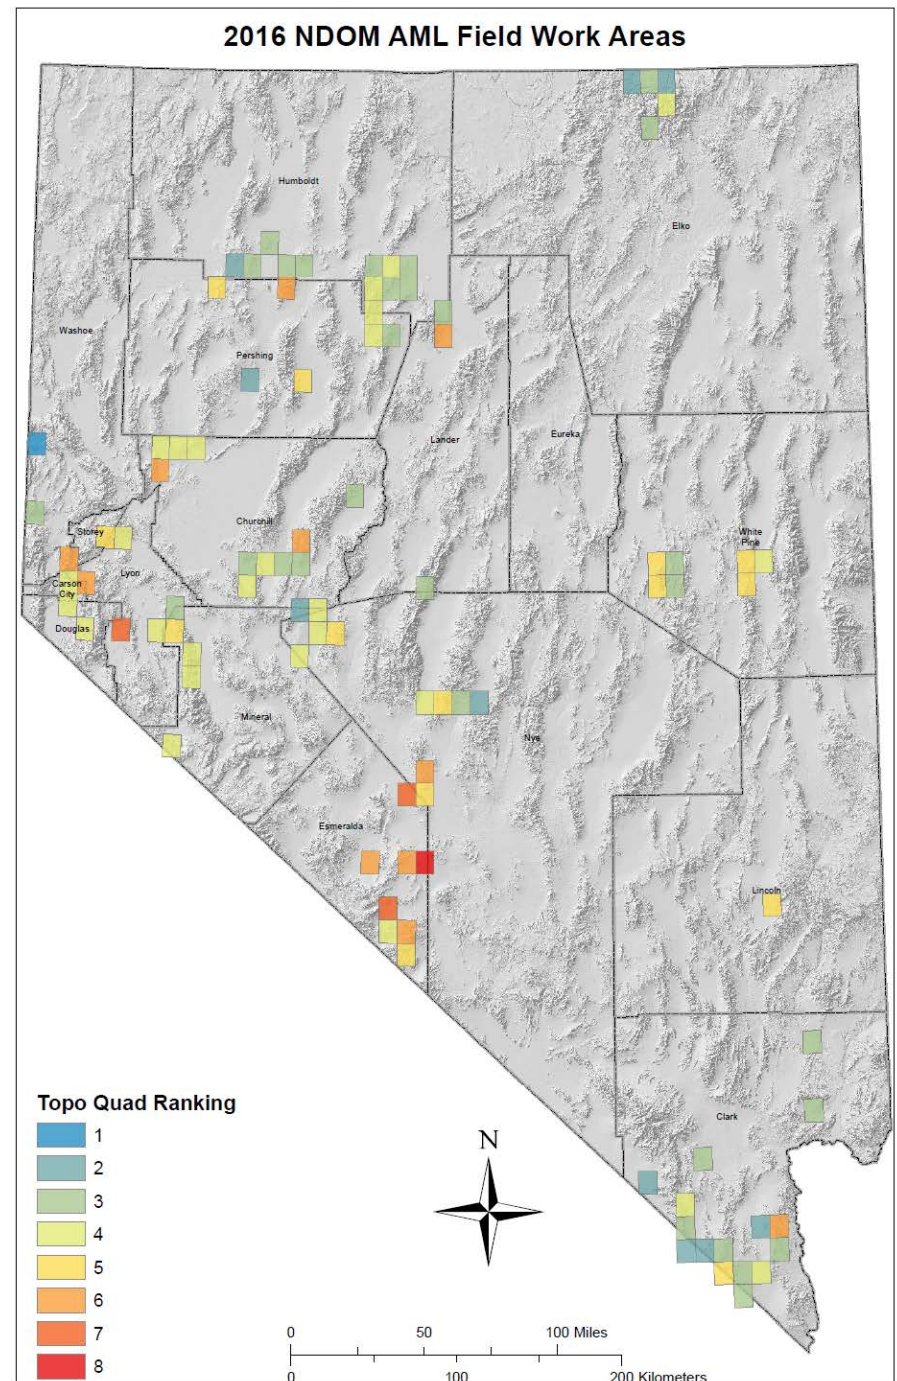 2016 NDOM AML Field Work Areas
Humboldt
Elko
Washoe
Pershing
Lander
Eureka
Churchill
Storey
White
Pine
Lyon
Carson
City
Douglas
Mineral
Nye
Esmeralda
Lincoln
Clark
Topo Quad Ranking
1
2
3
4
5
6
7
8
N
0 50 100 Miles
0 100 200 Kilometers